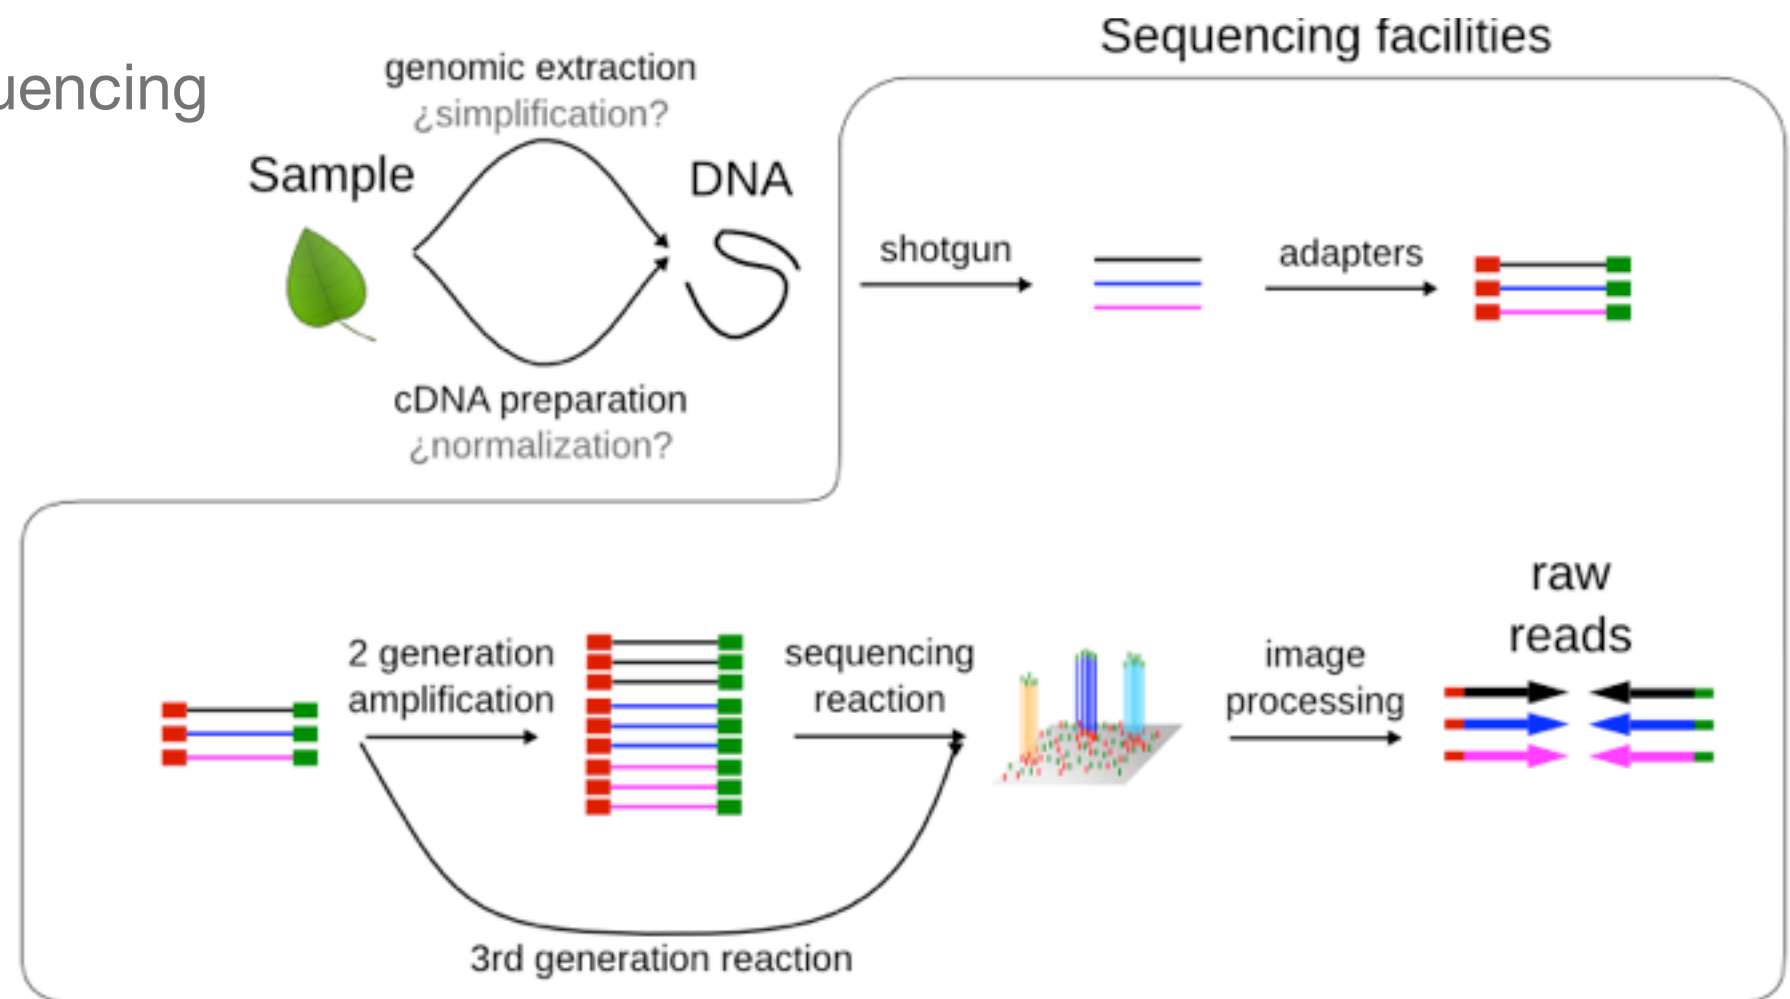 uencing
Sequencing facilities
genomic extraction
¿simplification?
Sample
DNA
shotgun
adapters
cDNA preparation
¿normalization?
raw
reads
2 generation
amplification
sequencing
reaction
image
processing
3rd generation reaction